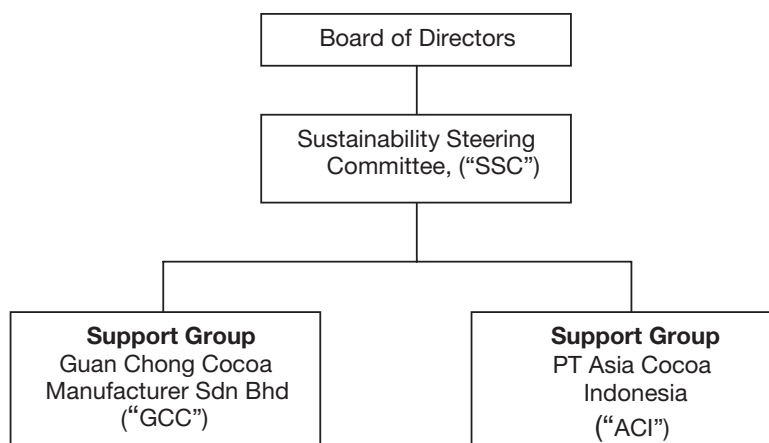 Board of Directors
Sustainability Steering
Committee, (“SSC”)
Support Group
Guan Chong Cocoa
Manufacturer Sdn Bhd
(“GCC”)
Support Group
PT Asia Cocoa
Indonesia
(“ACI”)